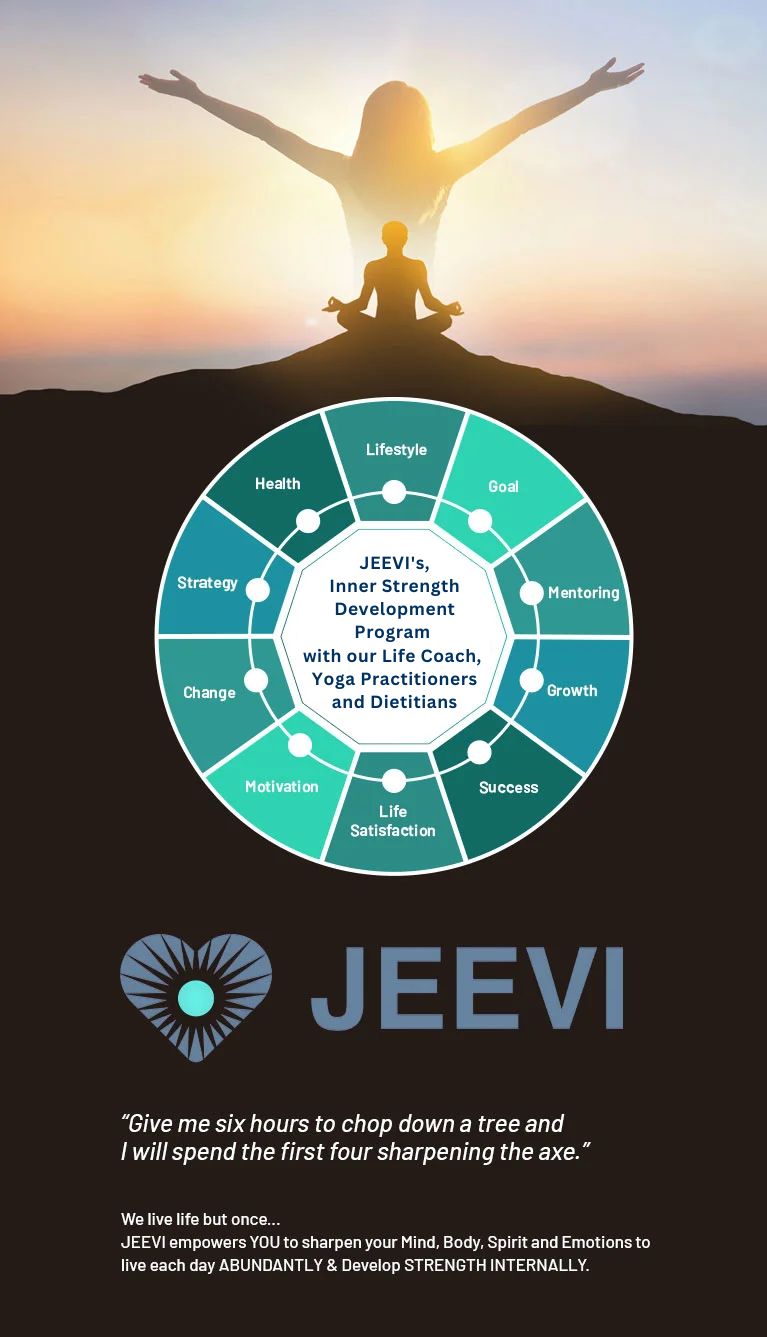 Lifestyle
Goal
Mentoring
Growth
Success
Life
Satisfaction
Motivation
Change
Strategy
Health
JEEVI's,
Inner Strength
Development
Program
with our Life Coach,
Yoga Practitioners
and Dietitians
JEEVI
“Give me six hours to chop down a tree and
I will spend the first four sharpening the axe.”
We live life but once...
JEEVI empowers YOU to sharpen your Mind, Body, Spirit and Emotions to
live each day ABUNDANTLY & Develop STRENGTH INTERNALLY.